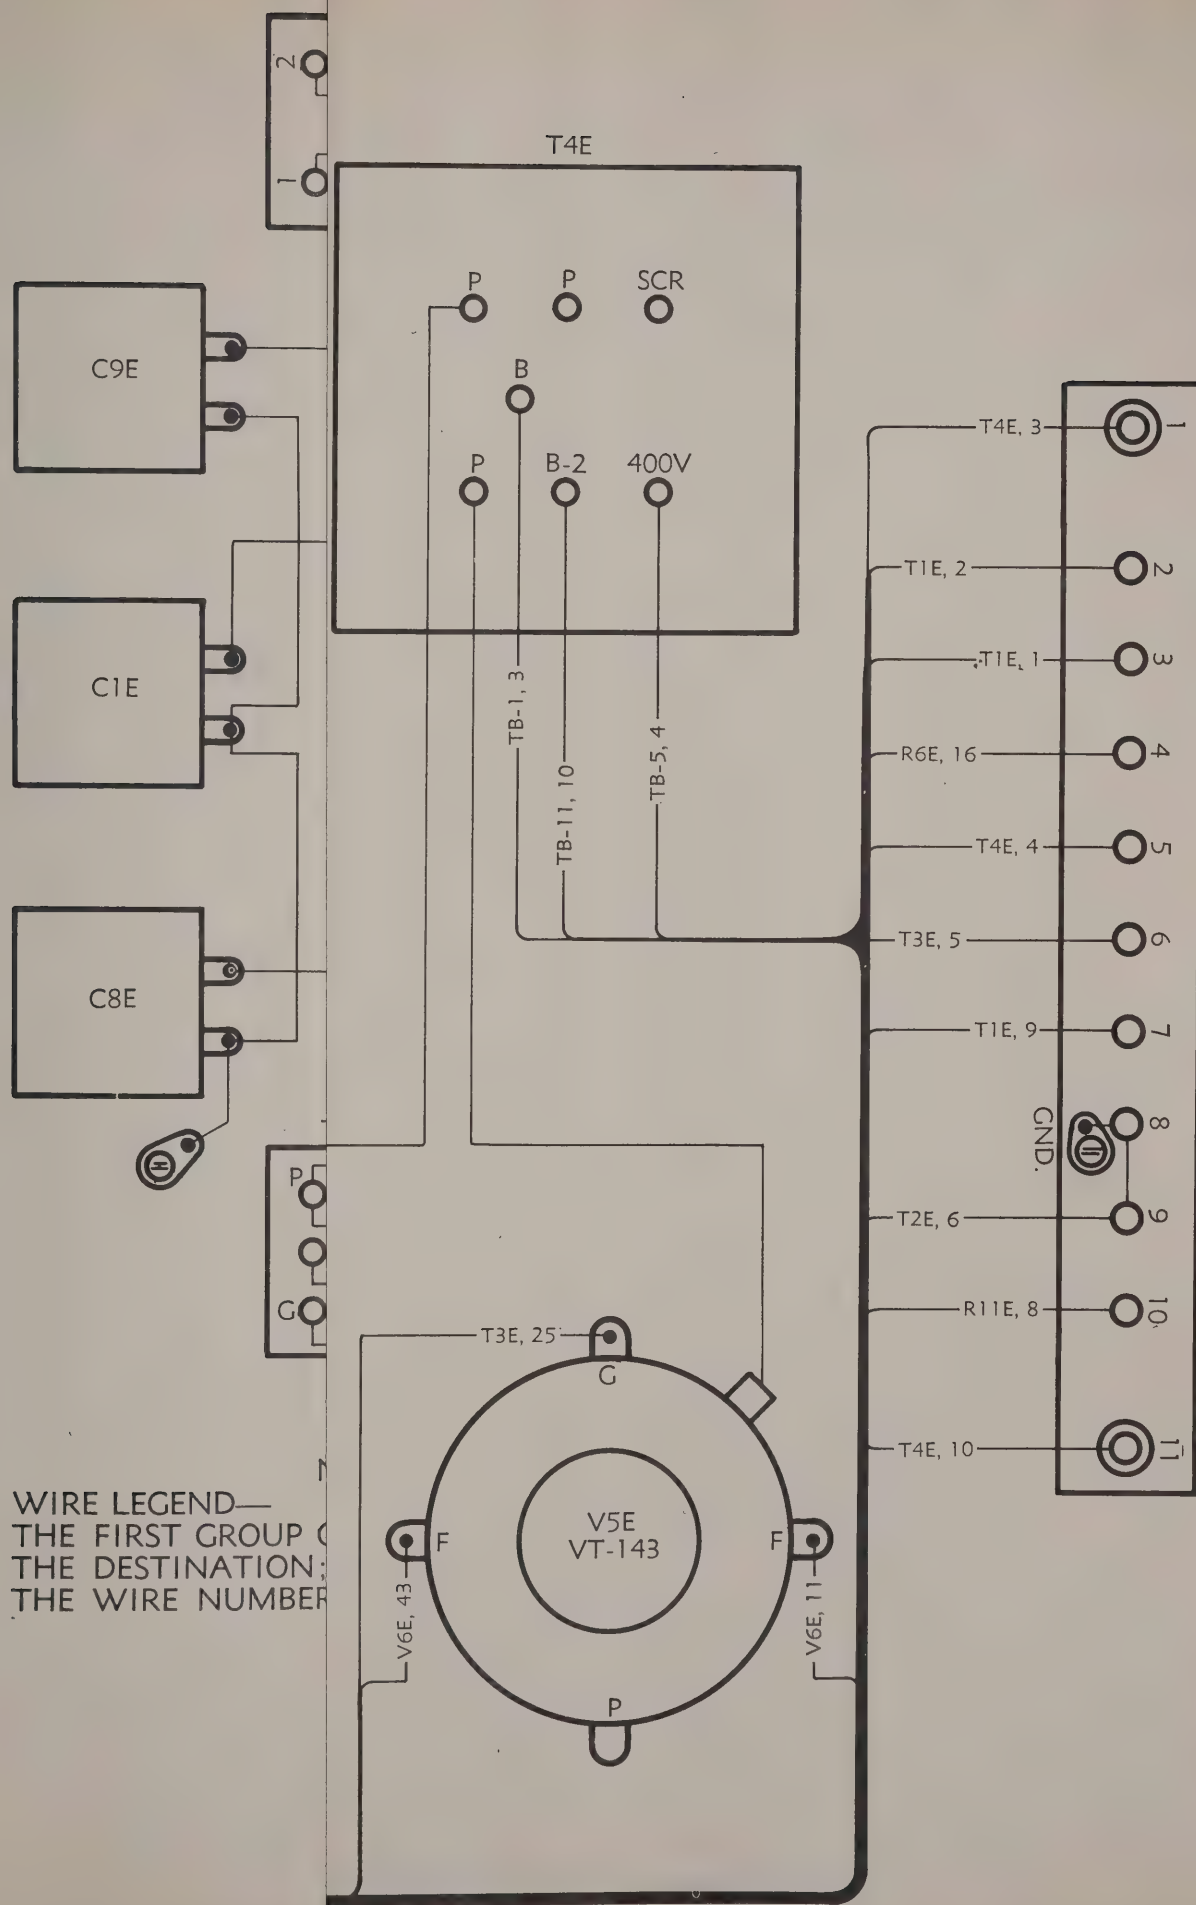 2
1
T4E
P
P
SCR
B
P
B-2
400V
C9E
C1E
C8E
TB-1, 3
TB-11, 10
TB-5, 4
T4E, 3
1
T1E, 2
2
T1E, 1
3
R6E, 16
4
T4E, 4
5
T3E, 5
6
T1E, 9
7
GND.
8
T2E, 6
9
R11E, 8
10
T4E, 10
11
P
G
T3E, 25
G
V5E
VT-143
F
F
V6E, 43
V6E, 11
P
WIRE LEGEND—
THE FIRST GROUP
THE DESTINATION;
THE WIRE NUMBER